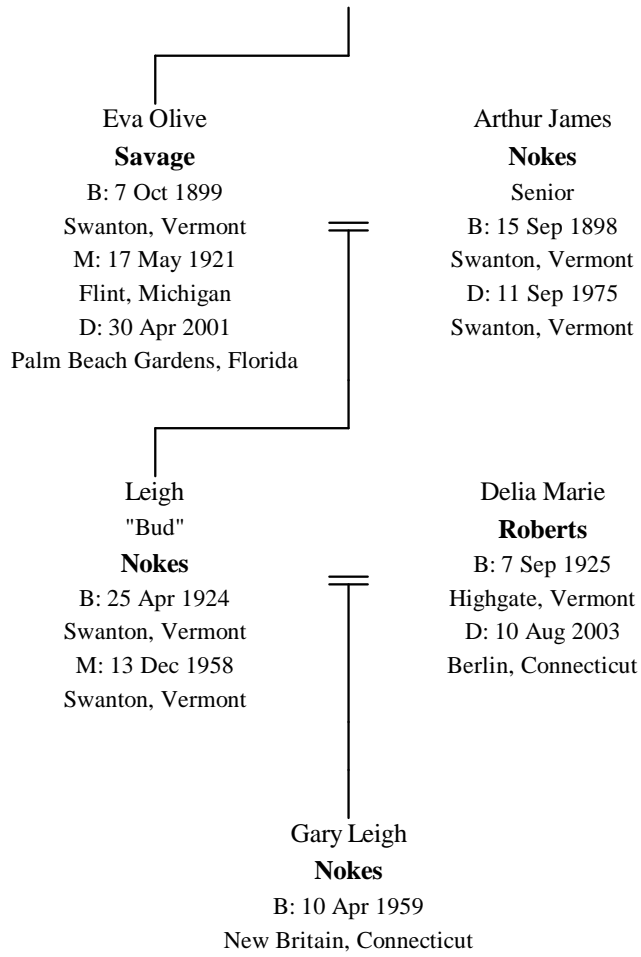 Eva Olive
Savage
B: 7 Oct 1899
Swanton, Vermont
M: 17 May 1921
Flint, Michigan
D: 30 Apr 2001
Palm Beach Gardens, Florida
Arthur James
Nokes
Senior
B: 15 Sep 1898
Swanton, Vermont
D: 11 Sep 1975
Swanton, Vermont
Leigh
"Bud"
Nokes
B: 25 Apr 1924
Swanton, Vermont
M: 13 Dec 1958
Swanton, Vermont
Delia Marie
Roberts
B: 7 Sep 1925
Highgate, Vermont
D: 10 Aug 2003
Berlin, Connecticut
Gary Leigh
Nokes
B: 10 Apr 1959
New Britain, Connecticut